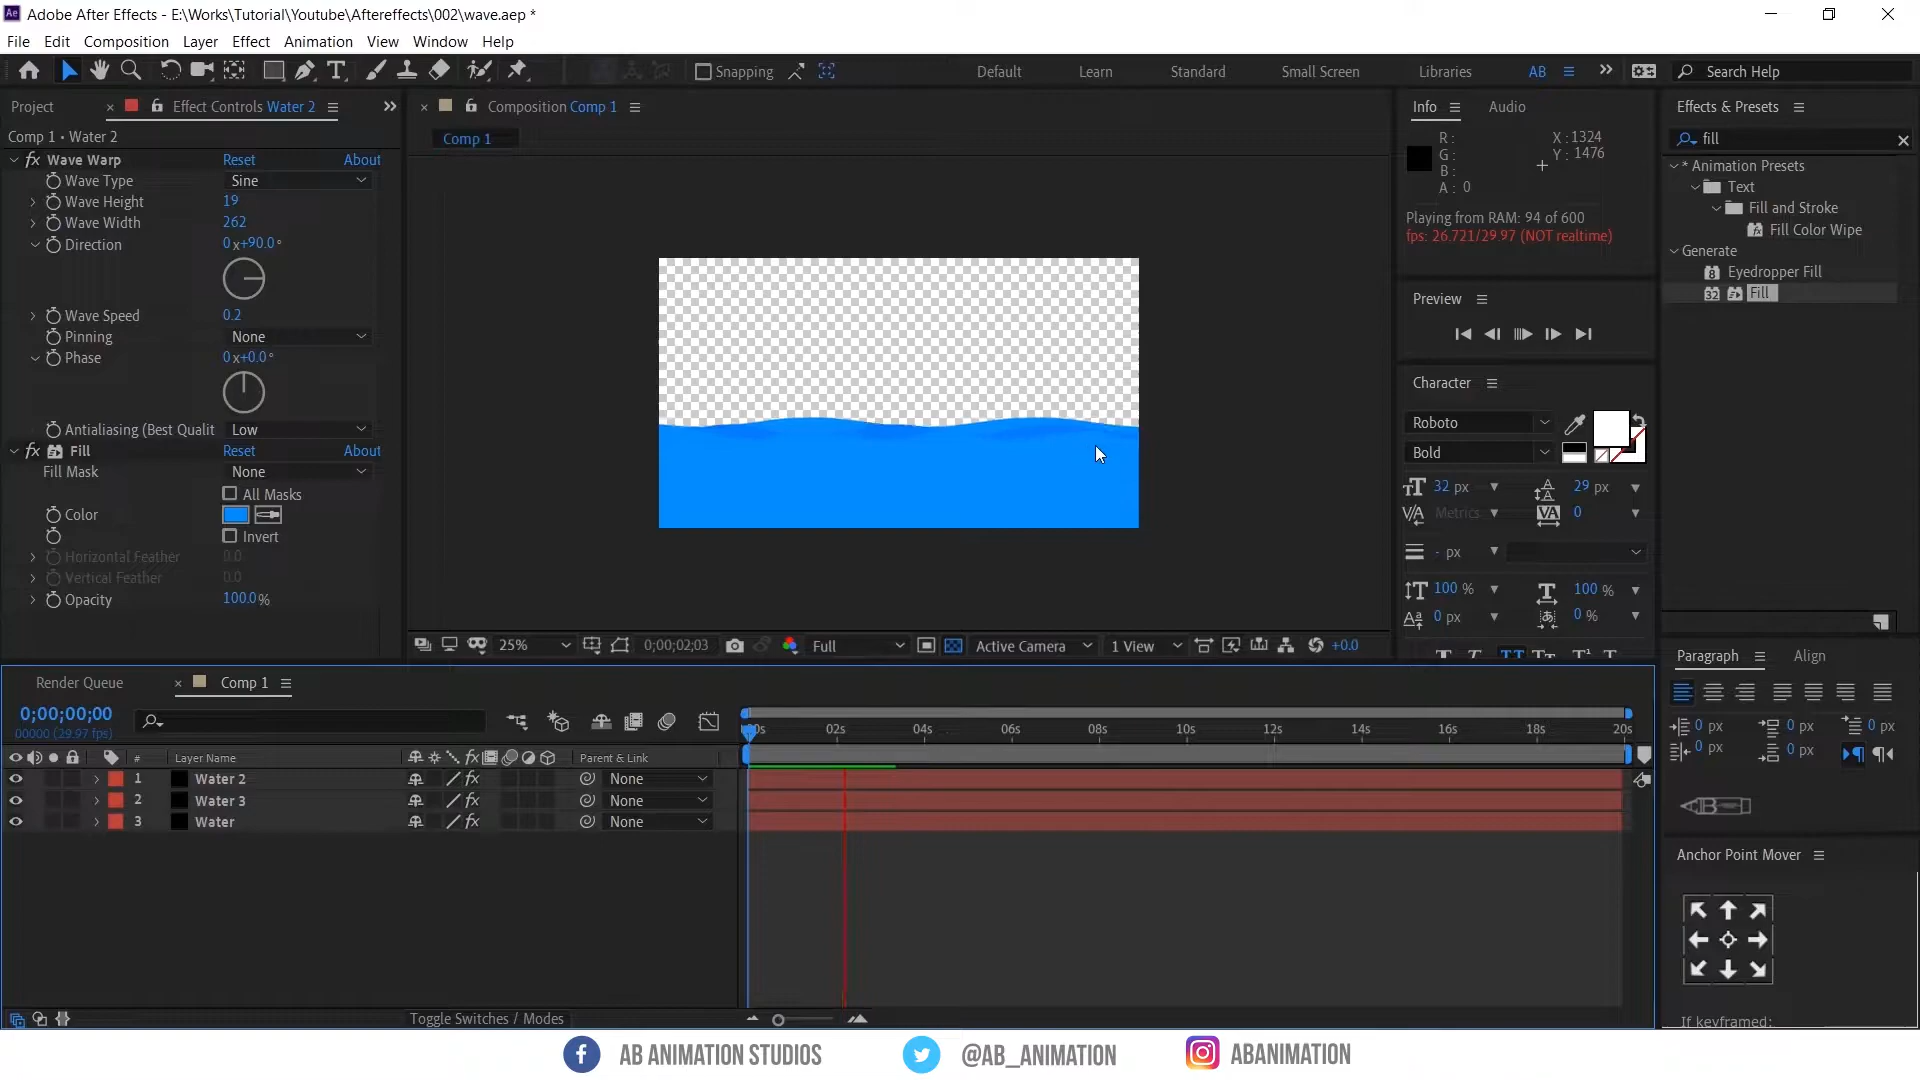 Adobe After Effects - E:\Works\Tutorial\Youtube\Aftereffects\002\wave.aep *
File Edit Composition Layer Effect Animation View Window Help
Snapping
Default Learn Standard Small Screen Libraries AB
Search Help
Project
Effect Controls Water 2
Comp 1 • Water 2
fx Wave Warp Reset About
Wave Type Sine
Wave Height 19
Wave Width 262
Direction 0x+90.0°
Wave Speed 0.2
Pinning None
Phase 0x+0.0°
Antialiasing (Best Qualit Low
fx Fill Reset About
Fill Mask None
All Masks
Color
Invert
Horizontal Feather 0.0
Vertical Feather 0.0
Opacity 100.0%
Composition Comp 1
Comp 1
25% 0;00;02;03 Full Active Camera 1 View +0.0
Info Audio
R:
G:
B:
A: 0
X: 1324
Y: 1476
Playing from RAM: 94 of 600
fps: 26.721/29.97 (NOT realtime)
Preview
Character
Roboto
Bold
32 px 29 px
Metrics 0
- px
100 % 100 %
0 px 0 %
Effects & Presets
fill
* Animation Presets
Text
Fill and Stroke
Fill Color Wipe
Generate
Eyedropper Fill
Fill
Paragraph Align
0 px 0 px 0 px
0 px 0 px
Anchor Point Mover
If keyframed:
Render Queue Comp 1
0;00;00;00
00000 (29.97 fps)
02s 04s 06s 08s 10s 12s 14s 16s 18s 20s
# Layer Name Parent & Link
1 Water 2 fx None
2 Water 3 fx None
3 Water fx None
Toggle Switches / Modes
AB ANIMATION STUDIOS
@AB_ANIMATION
ABANIMATION